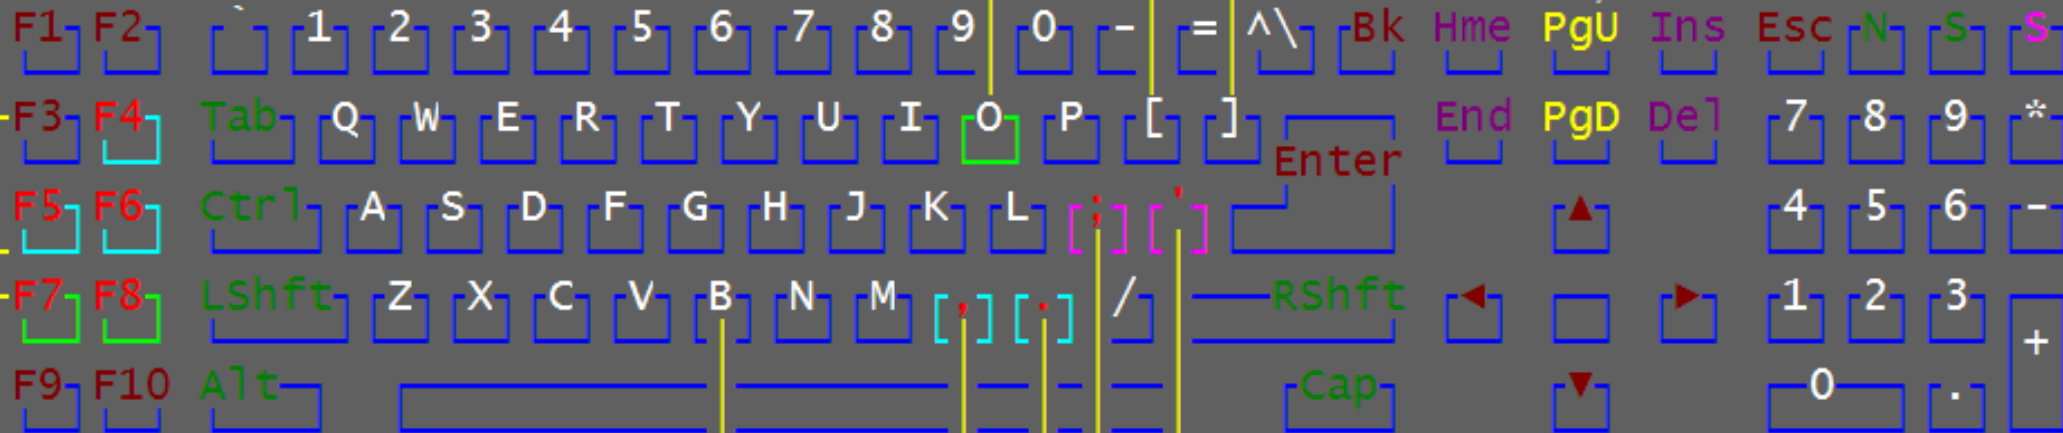 F1 F2 ` 1 2 3 4 5 6 7 8 9 0 - = ^\ Bk Hme PgU Ins Esc N S S
F3 F4 Tab Q W E R T Y U I O P [ ] End PgD Del 7 8 9 *
Enter
F5 F6 Ctrl A S D F G H J K L ; ' ▲ 4 5 6 -
F7 F8 LShft Z X C V B N M , . / RShft ◄ ► 1 2 3
+
F9 F10 Alt Cap ▼ 0 .